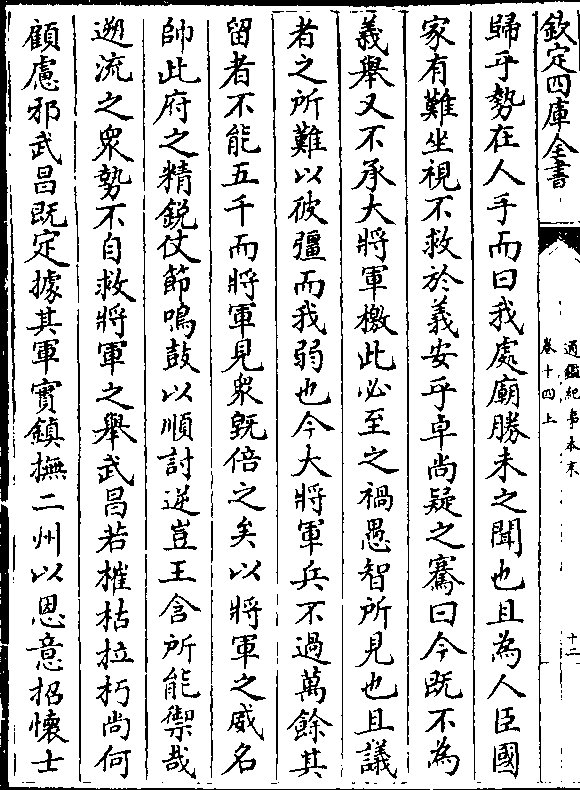 欽定四庫全書
通鑑紀事本末
卷十四上
十二
歸乎勢在人手而曰我處廟勝未之聞也且為人臣國
家有難坐視不救於義安乎卓尚疑之騫曰今既不為
義舉又不承大將軍檄此必至之禍愚智所見也且議
者之所難以彼彊而我弱也今大將軍兵不過萬餘其
留者不能五千而將軍見衆既倍之矣以將軍之威名
帥此府之精銳仗節鳴鼓以順討逆豈王含所能禦哉
遡流之衆勢不自救將軍之舉武昌若摧枯拉朽尚何
顧慮邪武昌既定據其軍實鎮撫二州以恩意招懷士